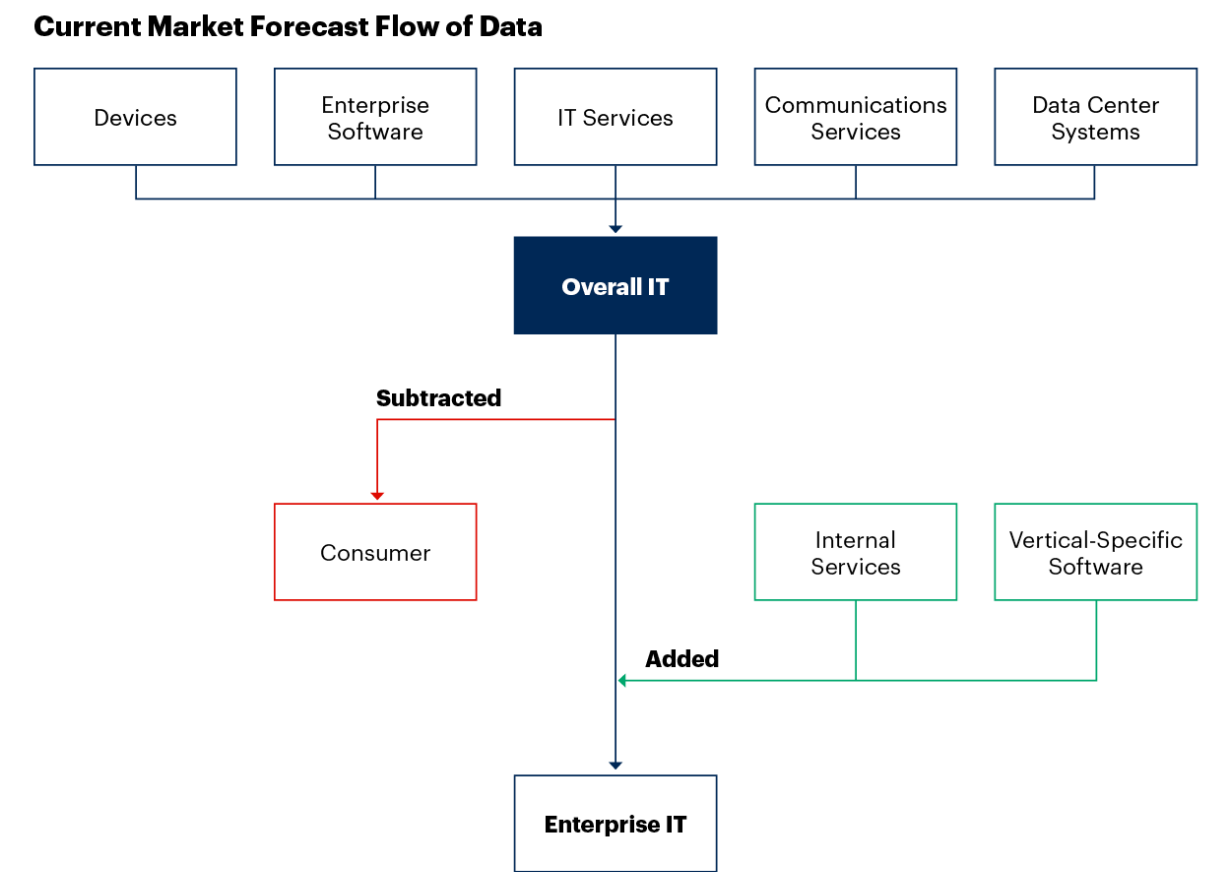 Current Market Forecast Flow of Data
Devices
Enterprise
Software
IT Services
Communications
Services
Data Center
Systems
Overall IT
Subtracted
Consumer
Internal
Services
Vertical-Specific
Software
Added
Enterprise IT